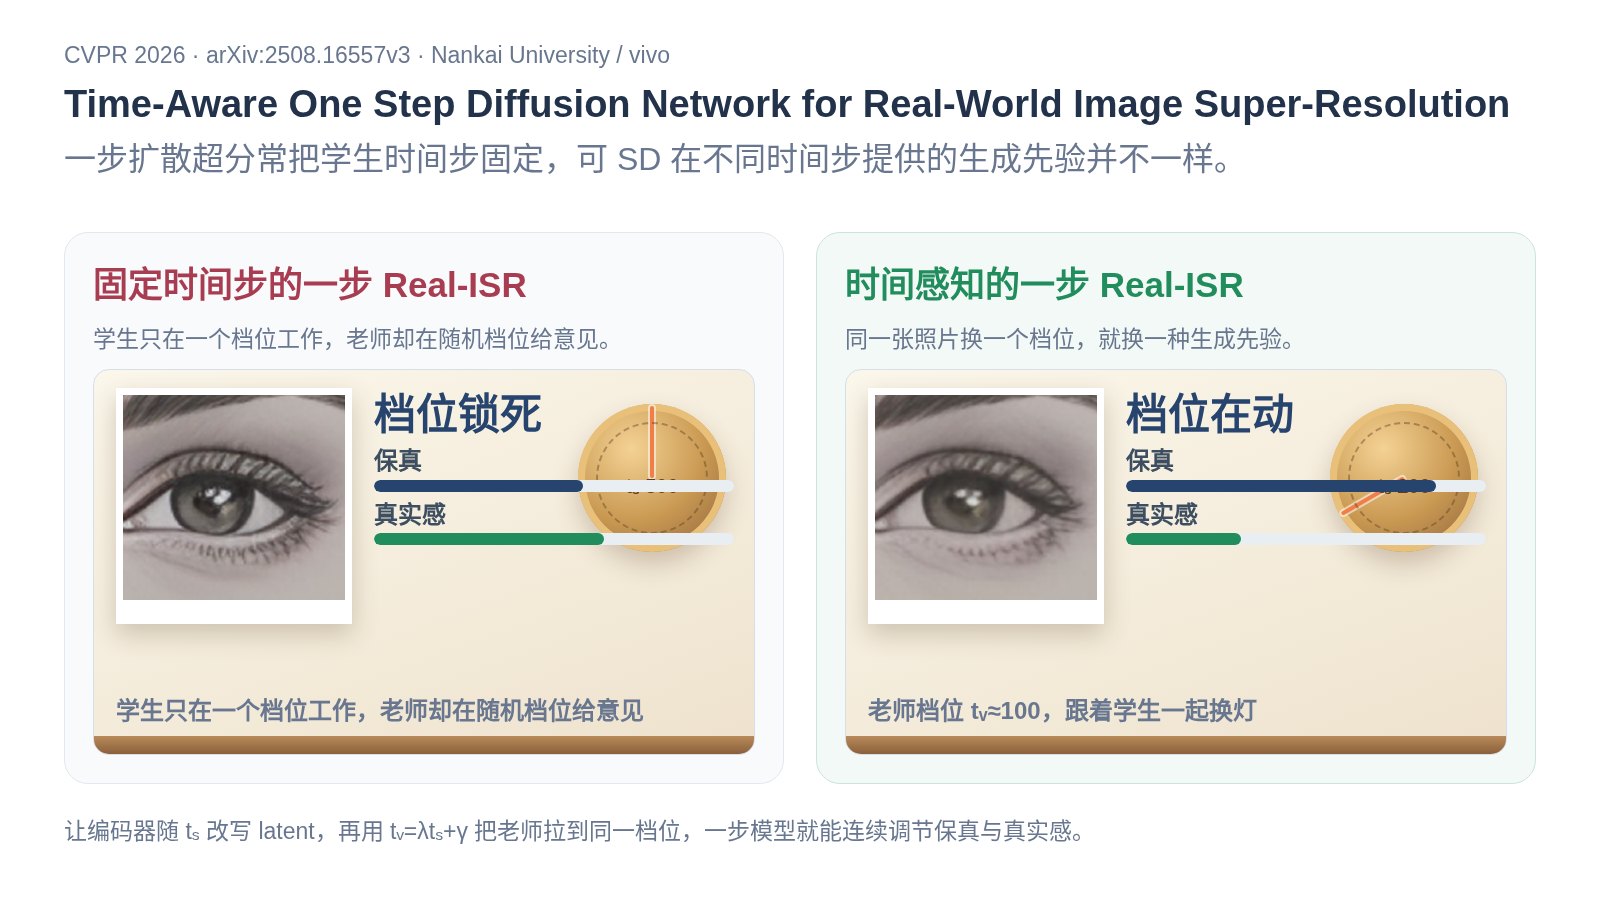 CVPR 2026 · arXiv:2508.16557v3 · Nankai University / vivo
Time-Aware One Step Diffusion Network for Real-World Image Super-Resolution
一步扩散超分常把学生时间步固定，可 SD 在不同时间步提供的生成先验并不一样。
固定时间步的一步 Real-ISR
学生只在一个档位工作，老师却在随机档位给意见。
档位锁死
保真
真实感
学生只在一个档位工作，老师却在随机档位给意见
时间感知的一步 Real-ISR
同一张照片换一个档位，就换一种生成先验。
档位在动
保真
真实感
老师档位 tᵥ≈100，跟着学生一起换灯
让编码器随 tₛ 改写 latent，再用 tᵥ=λtₛ+γ 把老师拉到同一档位，一步模型就能连续调节保真与真实感。